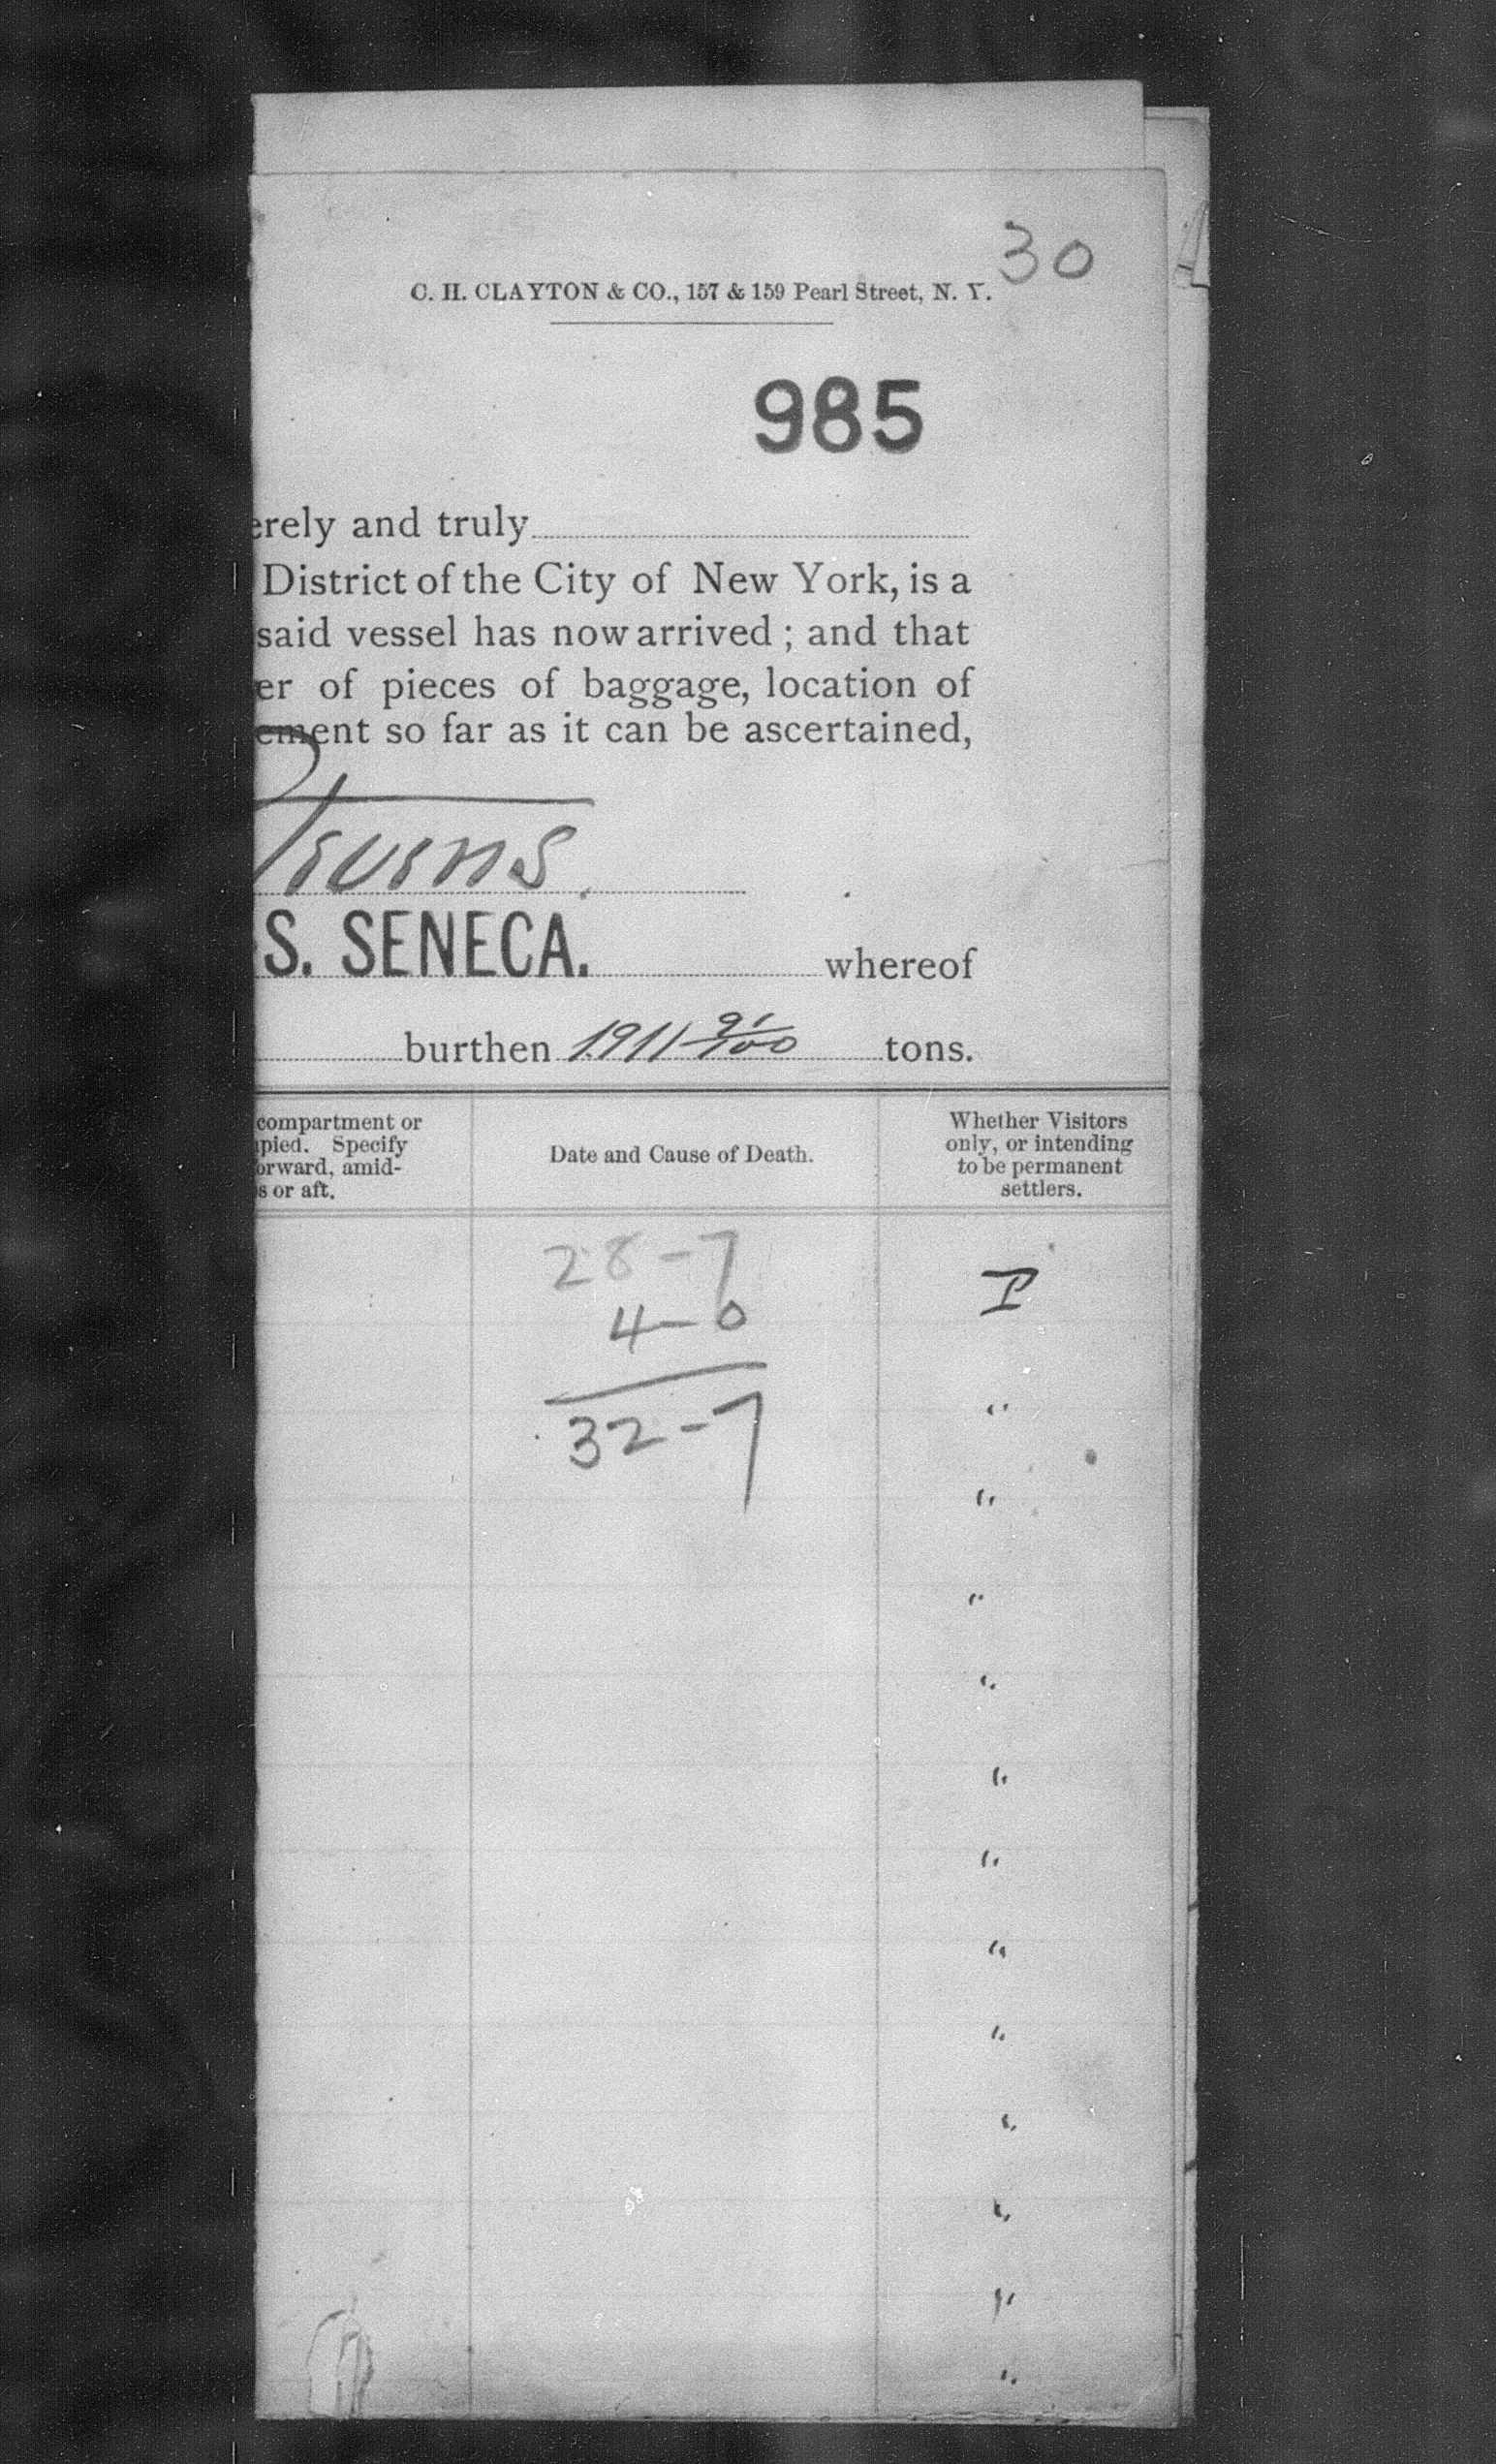 30
C. H. CLAYTON & CO., 157 & 159 Pearl Street, N. Y.
985
erely and truly
District of the City of New York, is a
said vessel has now arrived; and that
er of pieces of baggage, location of
ement so far as it can be ascertained,
S. SENECA. whereof
burthen 1911 91/100 tons.
compartment or
pied. Specify
orward, amid-
s or aft.
Date and Cause of Death.
Whether Visitors
only, or intending
to be permanent
settlers.
28-7
4-0
32-7
P
"
"
"
"
"
"
"
"
"
"
"
"